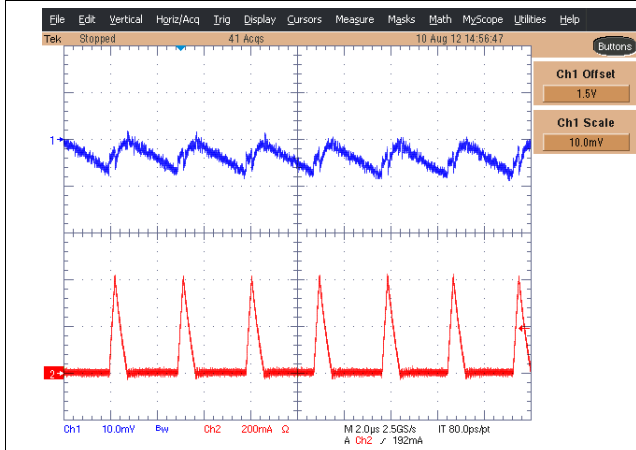 File Edit Vertical Horiz/Acq Trig Display Cursors Measure Masks Math MyScope Utilities Help
Tek Stopped 41 Acqs 10 Aug 12 14:56:47
Buttons
Ch1 Offset
1.5V
Ch1 Scale
10.0mV
1
2
Ch1 10.0mV Bw Ch2 200mA Ω M 2.0µs 2.5GS/s IT 80.0ps/pt
A Ch2 ⁄ 192mA